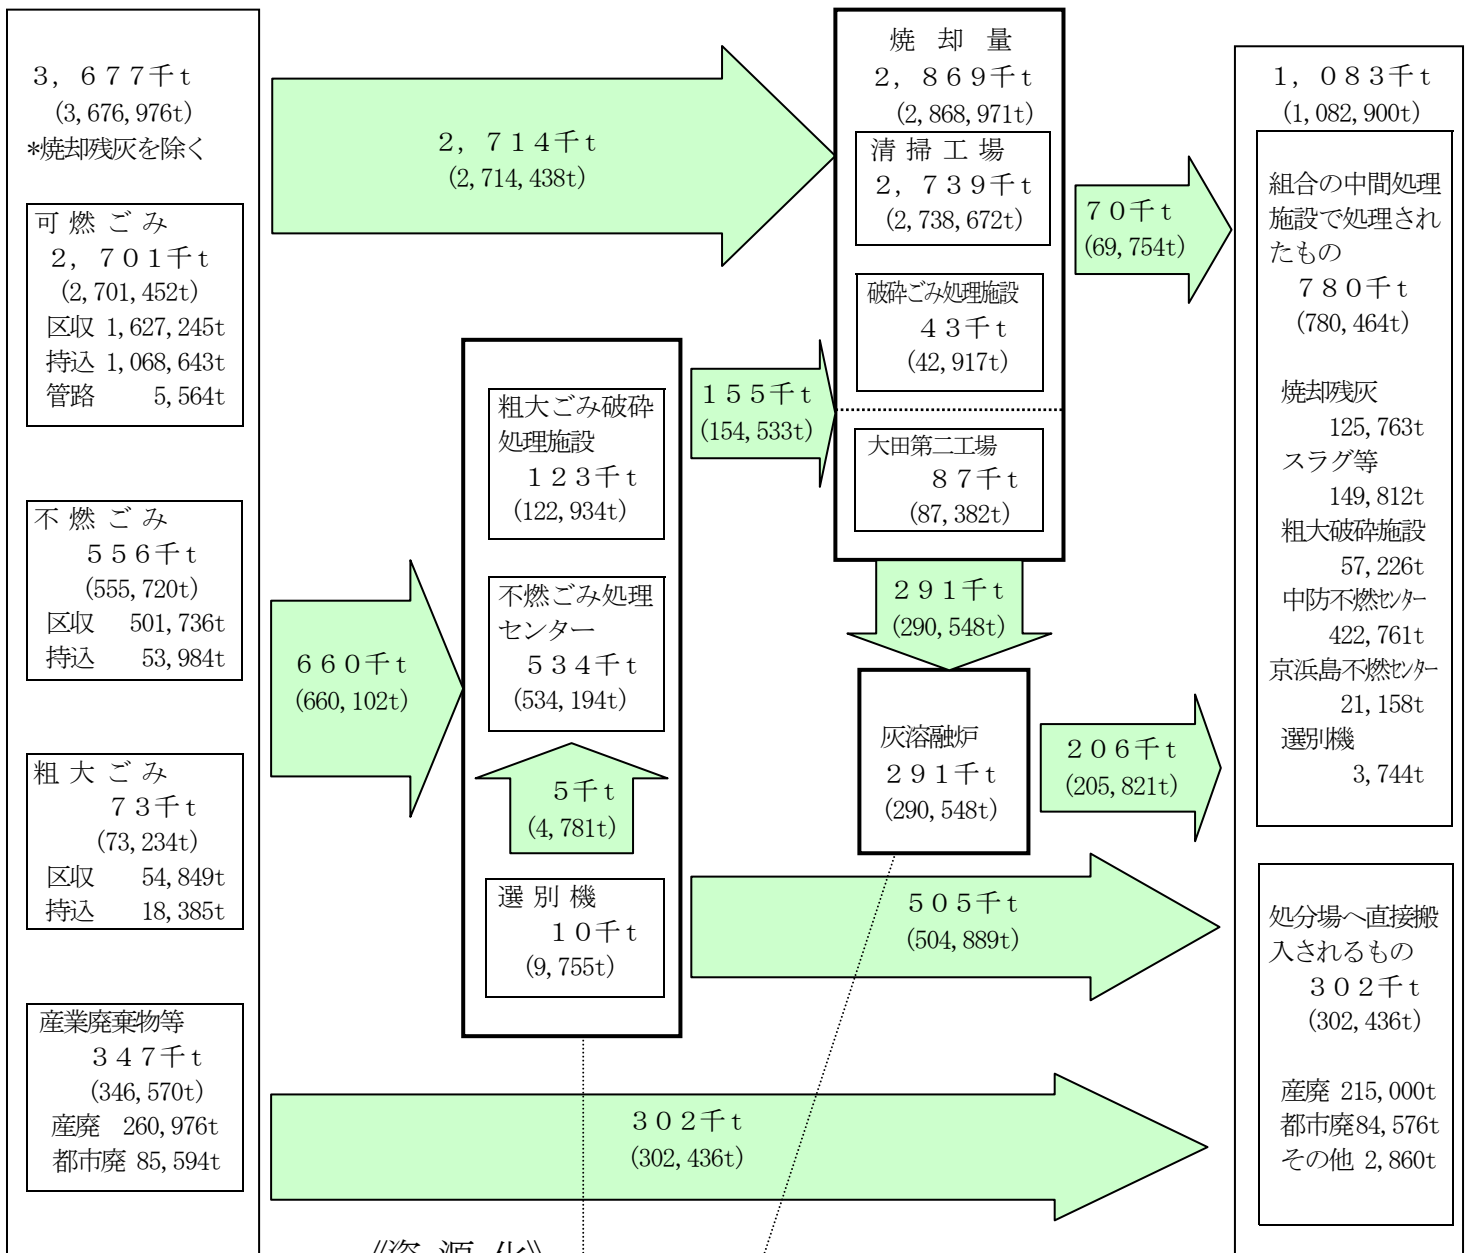 3，677千t
(3,676,976t)
*焼却残灰を除く
可燃ごみ
2，701千t
(2,701,452t)
区収 1,627,245t
持込 1,068,643t
管路 5,564t
不燃ごみ
556千t
(555,720t)
区収 501,736t
持込 53,984t
粗大ごみ
73千t
(73,234t)
区収 54,849t
持込 18,385t
産業廃棄物等
347千t
(346,570t)
産廃 260,976t
都市廃 85,594t
2，714千t
(2,714,438t)
660千t
(660,102t)
302千t
(302,436t)
粗大ごみ破砕
処理施設
123千t
(122,934t)
不燃ごみ処理
センター
534千t
(534,194t)
5千t
(4,781t)
選別機
10千t
(9,755t)
155千t
(154,533t)
505千t
(504,889t)
焼却量
2，869千t
(2,868,971t)
清掃工場
2，739千t
(2,738,672t)
破砕ごみ処理施設
43千t
(42,917t)
大田第二工場
87千t
(87,382t)
291千t
(290,548t)
灰溶融炉
291千t
(290,548t)
70千t
(69,754t)
206千t
(205,821t)
1，083千t
(1,082,900t)
組合の中間処理
施設で処理され
たもの
780千t
(780,464t)
焼却残灰
125,763t
スラグ等
149,812t
粗大破砕施設
57,226t
中防不燃センター
422,761t
京浜島不燃センター
21,158t
選別機
3,744t
処分場へ直接搬
入されるもの
302千t
(302,436t)
産廃 215,000t
都市廃84,576t
その他 2,860t
《資源化》